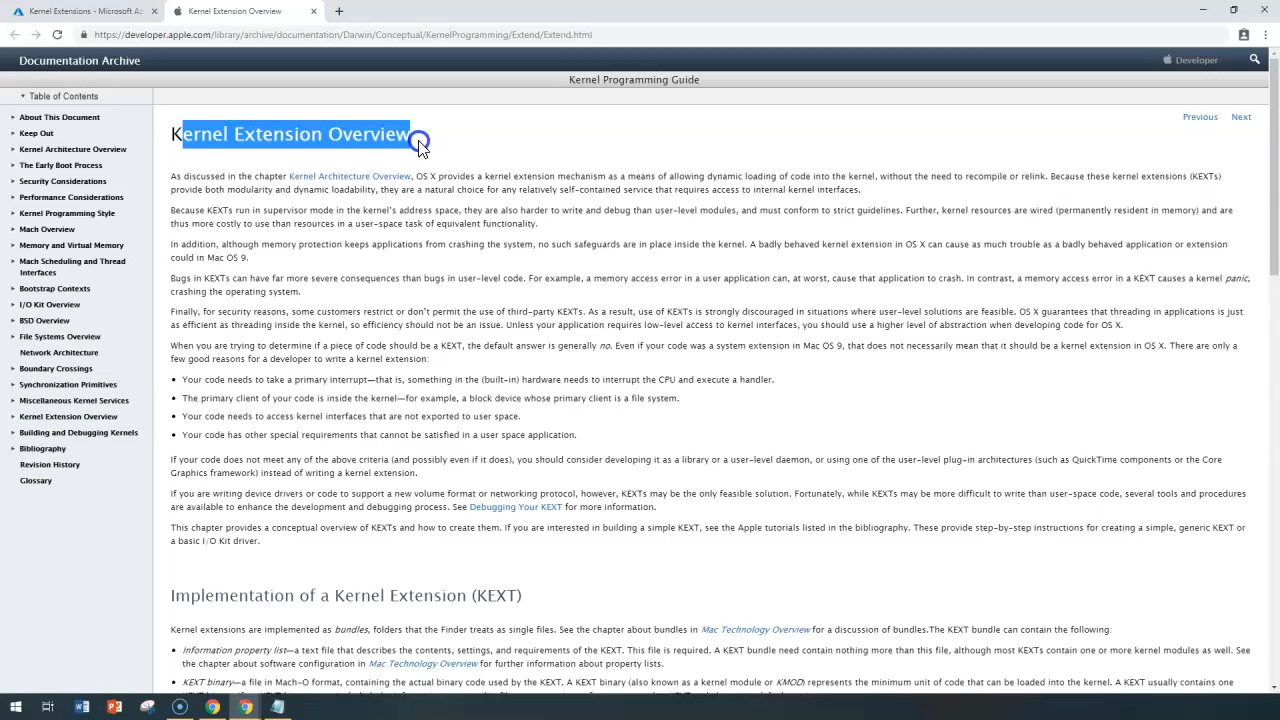 Kernel Extensions - Microsoft Az
Kernel Extension Overview
https://developer.apple.com/library/archive/documentation/Darwin/Conceptual/KernelProgramming/Extend/Extend.html
Documentation Archive
Developer
Kernel Programming Guide
Table of Contents
About This Document
Keep Out
Kernel Architecture Overview
The Early Boot Process
Security Considerations
Performance Considerations
Kernel Programming Style
Mach Overview
Memory and Virtual Memory
Mach Scheduling and Thread
Interfaces
Bootstrap Contexts
I/O Kit Overview
BSD Overview
File Systems Overview
Network Architecture
Boundary Crossings
Synchronization Primitives
Miscellaneous Kernel Services
Kernel Extension Overview
Building and Debugging Kernels
Bibliography
Revision History
Glossary
Previous Next
Kernel Extension Overview
As discussed in the chapter Kernel Architecture Overview, OS X provides a kernel extension mechanism as a means of allowing dynamic loading of code into the kernel, without the need to recompile or relink. Because these kernel extensions (KEXTs)
provide both modularity and dynamic loadability, they are a natural choice for any relatively self-contained service that requires access to internal kernel interfaces.
Because KEXTs run in supervisor mode in the kernel's address space, they are also harder to write and debug than user-level modules, and must conform to strict guidelines. Further, kernel resources are wired (permanently resident in memory) and are
thus more costly to use than resources in a user-space task of equivalent functionality.
In addition, although memory protection keeps applications from crashing the system, no such safeguards are in place inside the kernel. A badly behaved kernel extension in OS X can cause as much trouble as a badly behaved application or extension
could in Mac OS 9.
Bugs in KEXTs can have far more severe consequences than bugs in user-level code. For example, a memory access error in a user application can, at worst, cause that application to crash. In contrast, a memory access error in a KEXT causes a kernel panic,
crashing the operating system.
Finally, for security reasons, some customers restrict or don't permit the use of third-party KEXTs. As a result, use of KEXTs is strongly discouraged in situations where user-level solutions are feasible. OS X guarantees that threading in applications is just
as efficient as threading inside the kernel, so efficiency should not be an issue. Unless your application requires low-level access to kernel interfaces, you should use a higher level of abstraction when developing code for OS X.
When you are trying to determine if a piece of code should be a KEXT, the default answer is generally no. Even if your code was a system extension in Mac OS 9, that does not necessarily mean that it should be a kernel extension in OS X. There are only a
few good reasons for a developer to write a kernel extension:
• Your code needs to take a primary interrupt—that is, something in the (built-in) hardware needs to interrupt the CPU and execute a handler.
• The primary client of your code is inside the kernel—for example, a block device whose primary client is a file system.
• Your code needs to access kernel interfaces that are not exported to user space.
• Your code has other special requirements that cannot be satisfied in a user space application.
If your code does not meet any of the above criteria (and possibly even if it does), you should consider developing it as a library or a user-level daemon, or using one of the user-level plug-in architectures (such as QuickTime components or the Core
Graphics framework) instead of writing a kernel extension.
If you are writing device drivers or code to support a new volume format or networking protocol, however, KEXTs may be the only feasible solution. Fortunately, while KEXTs may be more difficult to write than user-space code, several tools and procedures
are available to enhance the development and debugging process. See Debugging Your KEXT for more information.
This chapter provides a conceptual overview of KEXTs and how to create them. If you are interested in building a simple KEXT, see the Apple tutorials listed in the bibliography. These provide step-by-step instructions for creating a simple, generic KEXT or
a basic I/O Kit driver.
Implementation of a Kernel Extension (KEXT)
Kernel extensions are implemented as bundles, folders that the Finder treats as single files. See the chapter about bundles in Mac Technology Overview for a discussion of bundles.The KEXT bundle can contain the following:
• Information property list—a text file that describes the contents, settings, and requirements of the KEXT. This file is required. A KEXT bundle need contain nothing more than this file, although most KEXTs contain one or more kernel modules as well. See
the chapter about software configuration in Mac Technology Overview for further information about property lists.
• KEXT binary—a file in Mach-O format, containing the actual binary code used by the KEXT. A KEXT binary (also known as a kernel module or KMOD) represents the minimum unit of code that can be loaded into the kernel. A KEXT usually contains one